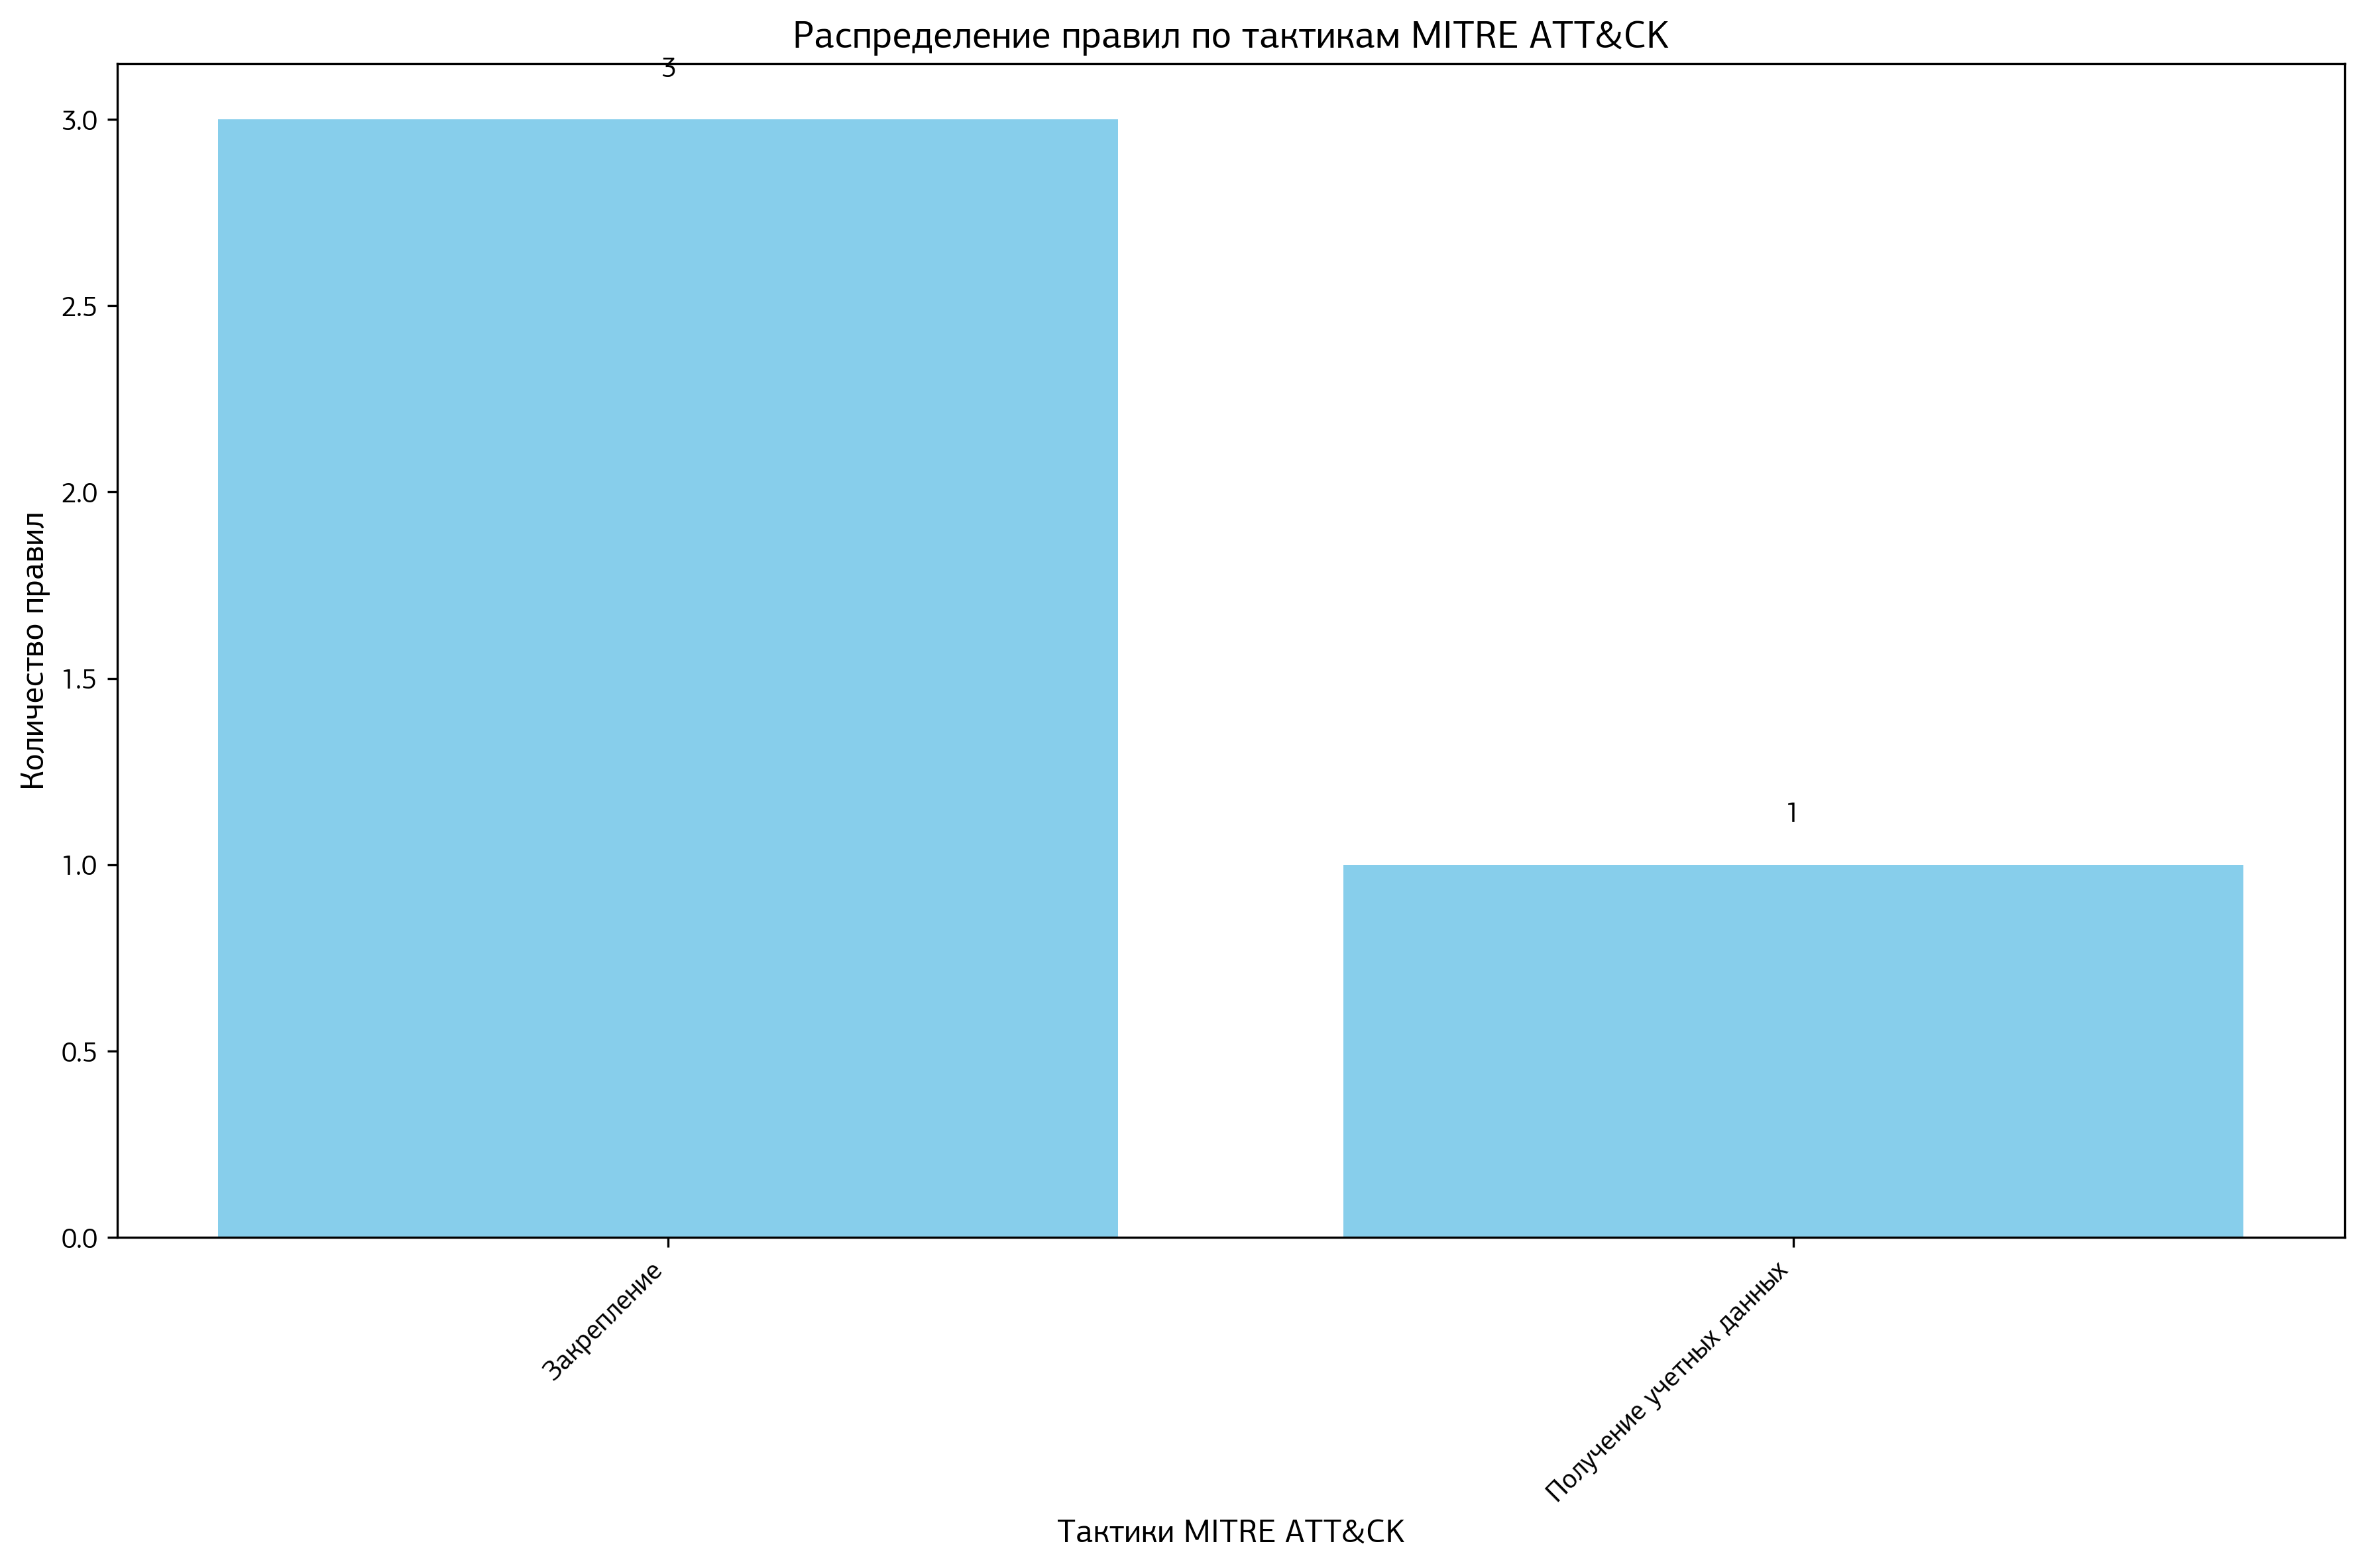 Распределение правил по тактикам MITRE ATT&CK
3
3.0
2.5
2.0
1.5
1.0
0.5
0.0
Количество правил
1
Закрепление
Получение учетных данных
Тактики MITRE ATT&CK